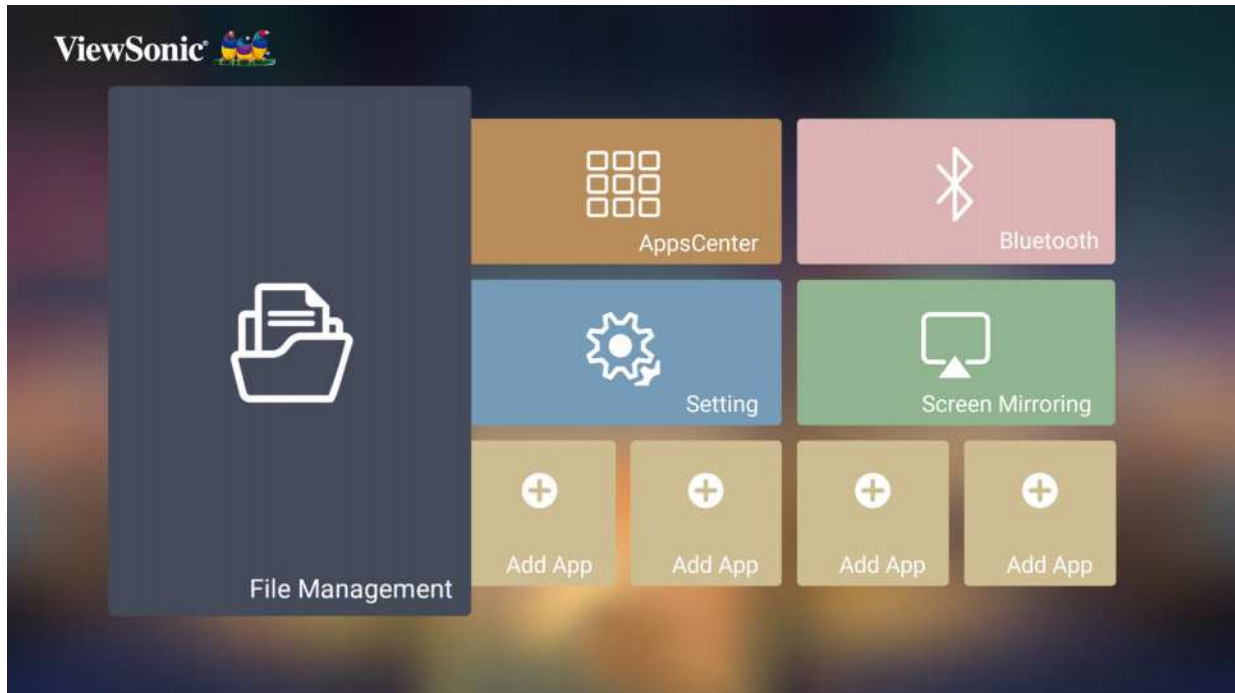 ViewSonic®
AppsCenter
Bluetooth
Setting
Screen Mirroring
File Management
Add App
Add App
Add App
Add App